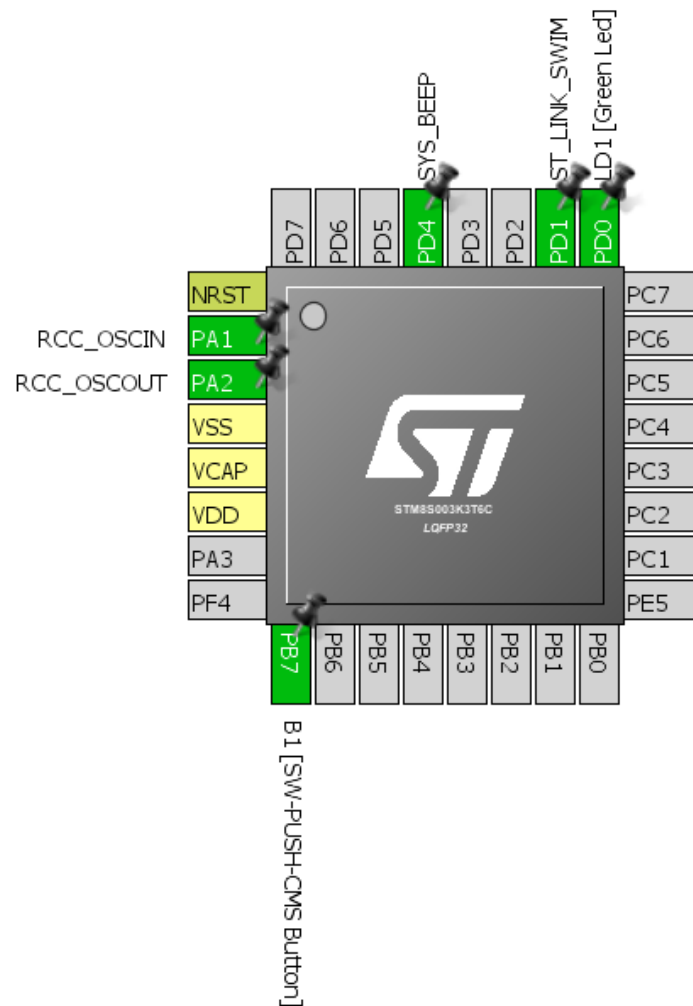 SYS_BEEP
ST_LINK_SWIM
LD1 [Green Led]
PD7
PD6
PD5
PD4
PD3
PD2
PD1
PD0
NRST
RCC_OSCIN PA1
RCC_OSCOUT PA2
VSS
VCAP
VDD
PA3
PF4
PC7
PC6
PC5
PC4
PC3
PC2
PC1
PE5
ST
STM8S003K3T6C
LQFP32
PB7
PB6
PB5
PB4
PB3
PB2
PB1
PB0
B1 [SW-PUSH-CMS Button]